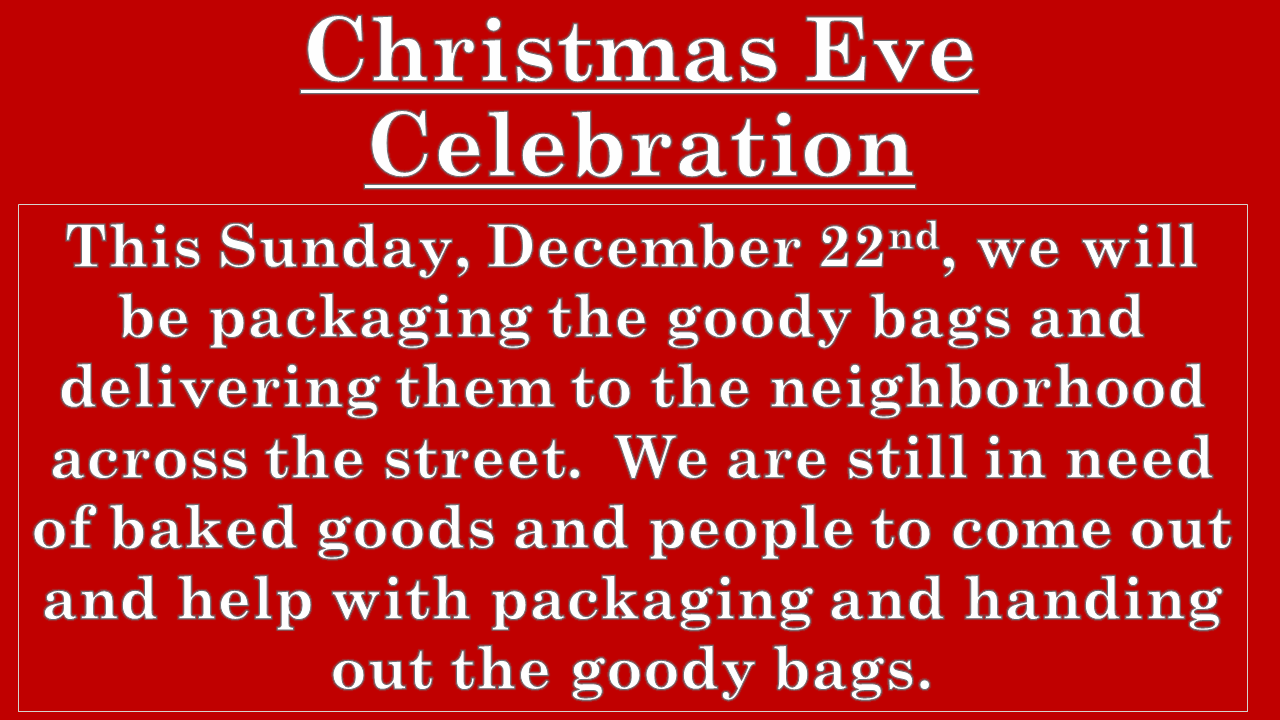 Christmas Eve
Celebration
This Sunday, December 22nd, we will
be packaging the goody bags and
delivering them to the neighborhood
across the street.  We are still in need
of baked goods and people to come out
and help with packaging and handing
out the goody bags.